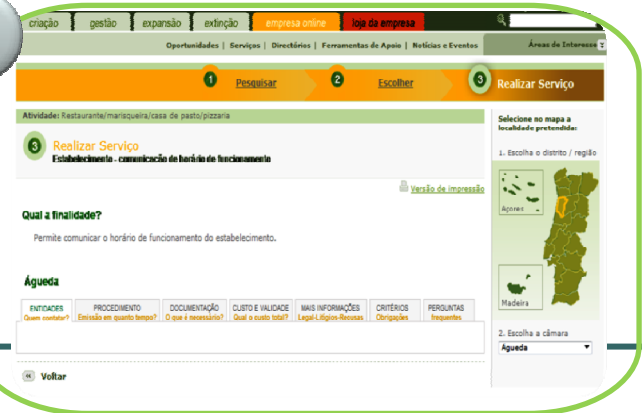 criação gestão expansão extinção empresa online loja da empresa
Oportunidades | Serviços | Directórios | Ferramentas de Apoio | Notícias e Eventos
Áreas de Interesse
1 Pesquisar 2 Escolher 3 Realizar Serviço
Atividade: Restaurante/marisqueira/casa de pasto/pizzaria
3 Realizar Serviço
Estabelecimento - comunicação de horário de funcionamento
Versão de impressão
Qual a finalidade?
Permite comunicar o horário de funcionamento do estabelecimento.
Águeda
ENTIDADES PROCEDIMENTO DOCUMENTAÇÃO CUSTO E VALIDADE MAIS INFORMAÇÕES CRITÉRIOS PERGUNTAS
Quem contatar? Emissão em quanto tempo? O que é necessário? Qual o custo total? Legal-Litígios-Recusas Obrigações frequentes
Voltar
Selecione no mapa a
localidade pretendida:
1. Escolha o distrito / região
Açores
Madeira
2. Escolha a câmara
Águeda